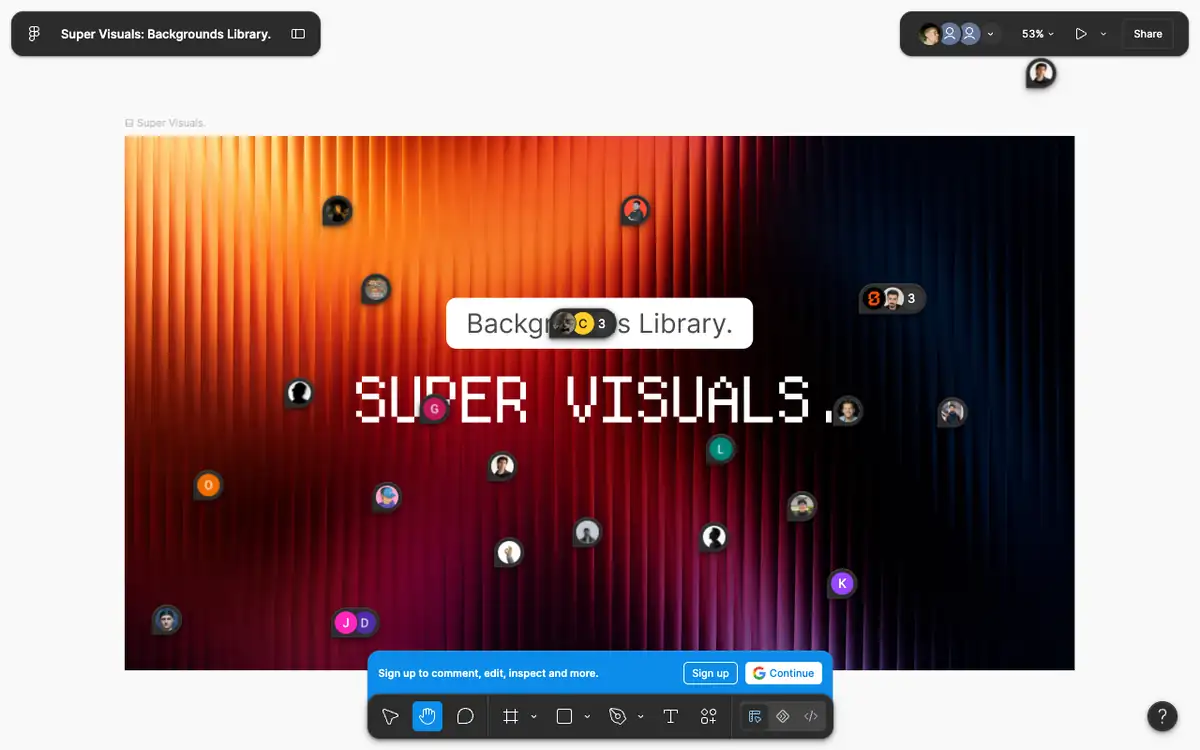 Super Visuals: Backgrounds Library.
53%
Share
Super Visuals.
3
Backgr s Library.
C 3
SUPER VISUALS.
G
L
O
K
J D
Sign up to comment, edit, inspect and more.
Sign up
G Continue
T
?